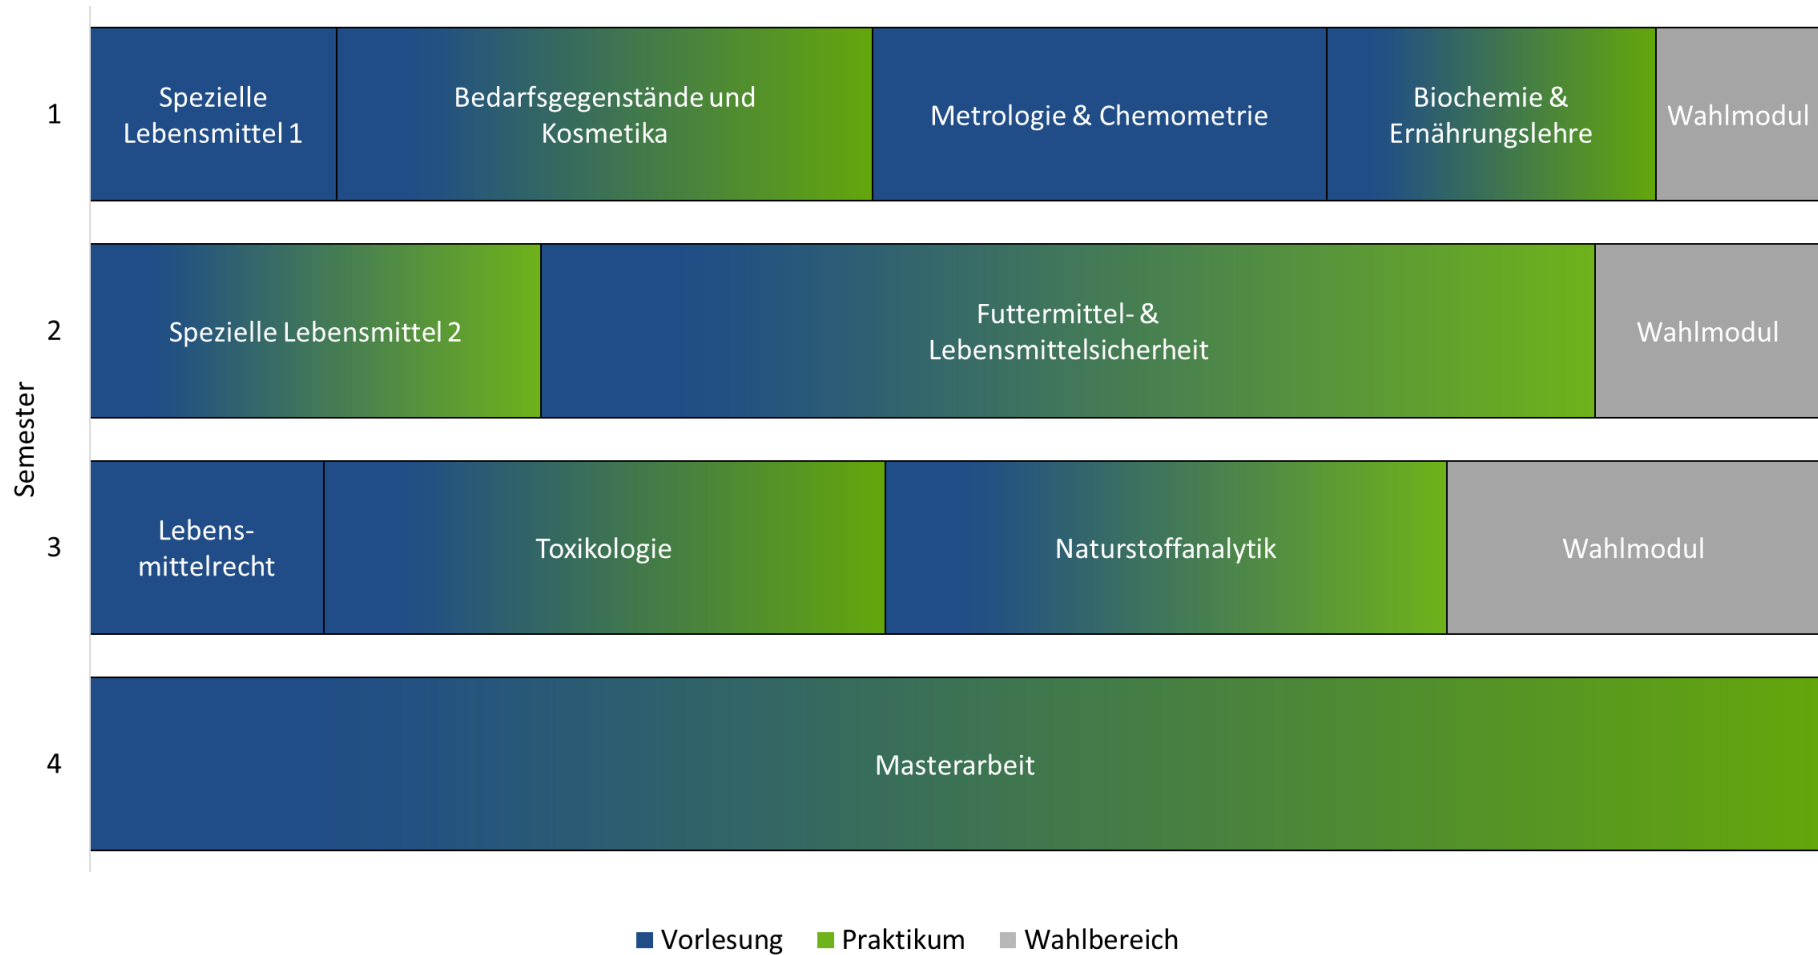 Semester
1
Spezielle
Lebensmittel 1
Bedarfsgegenstände und
Kosmetika
Metrologie & Chemometrie
Biochemie &
Ernährungslehre
Wahlmodul
2
Spezielle Lebensmittel 2
Futtermittel- &
Lebensmittelsicherheit
Wahlmodul
3
Lebens-
mittelrecht
Toxikologie
Naturstoffanalytik
Wahlmodul
4
Masterarbeit
Vorlesung
Praktikum
Wahlbereich